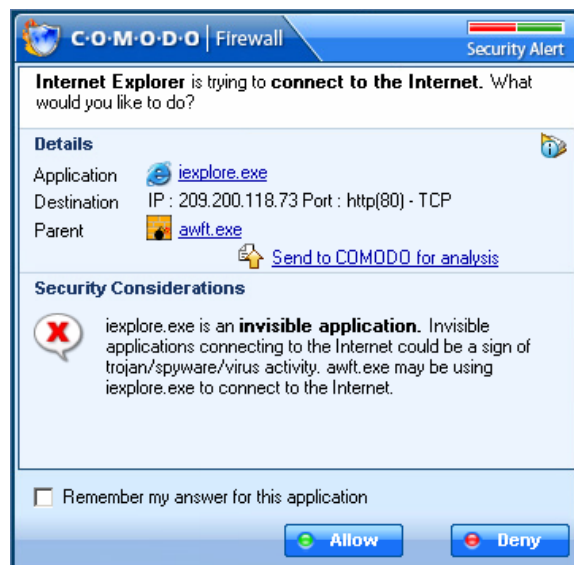 C·O·M·O·D·O | Firewall
Security Alert
Internet Explorer is trying to connect to the Internet. What
would you like to do?
Details
Application iexplore.exe
Destination IP : 209.200.118.73 Port : http(80) - TCP
Parent awft.exe
Send to COMODO for analysis
Security Considerations
iexplore.exe is an invisible application. Invisible
applications connecting to the Internet could be a sign of
trojan/spyware/virus activity. awft.exe may be using
iexplore.exe to connect to the Internet.
Remember my answer for this application
Allow Deny